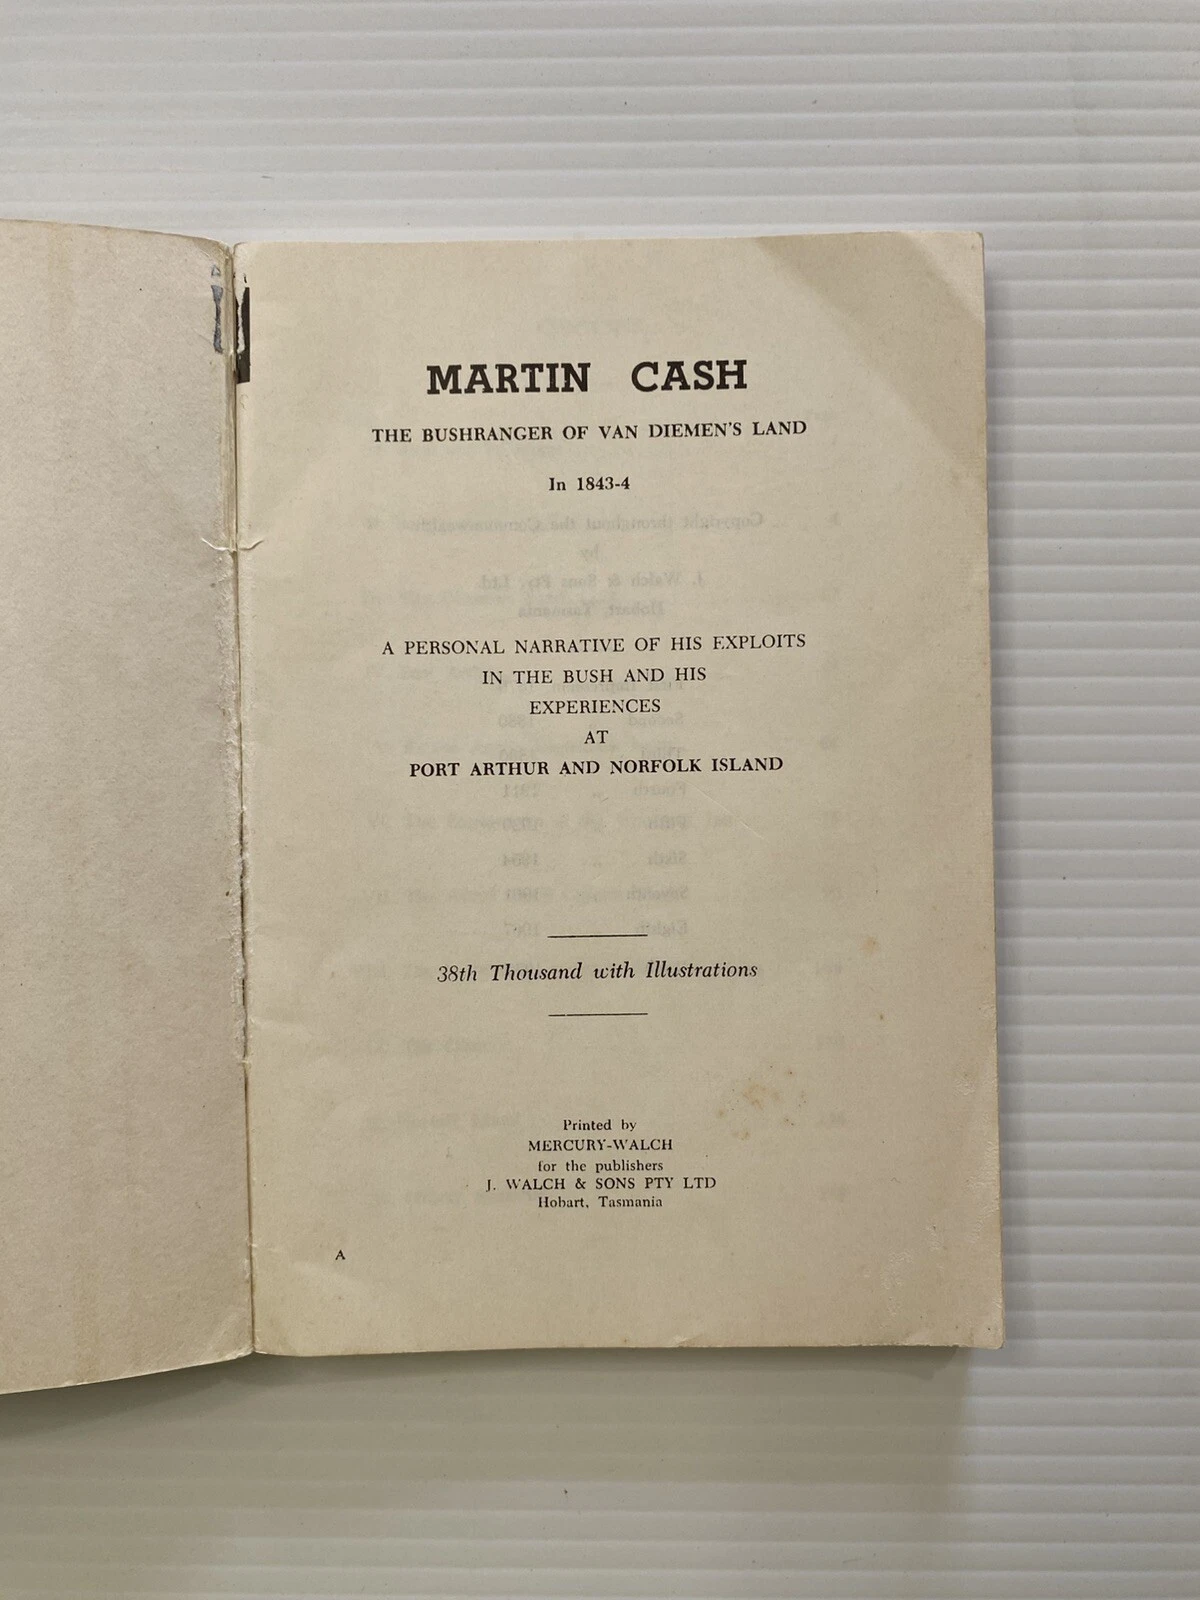 MARTIN CASH
THE BUSHRANGER OF VAN DIEMEN'S LAND
In 1843-4
A PERSONAL NARRATIVE OF HIS EXPLOITS
IN THE BUSH AND HIS
EXPERIENCES
AT
PORT ARTHUR AND NORFOLK ISLAND
38th Thousand with Illustrations
Printed by
MERCURY-WALCH
for the publishers
J. WALCH & SONS PTY LTD
Hobart, Tasmania
A